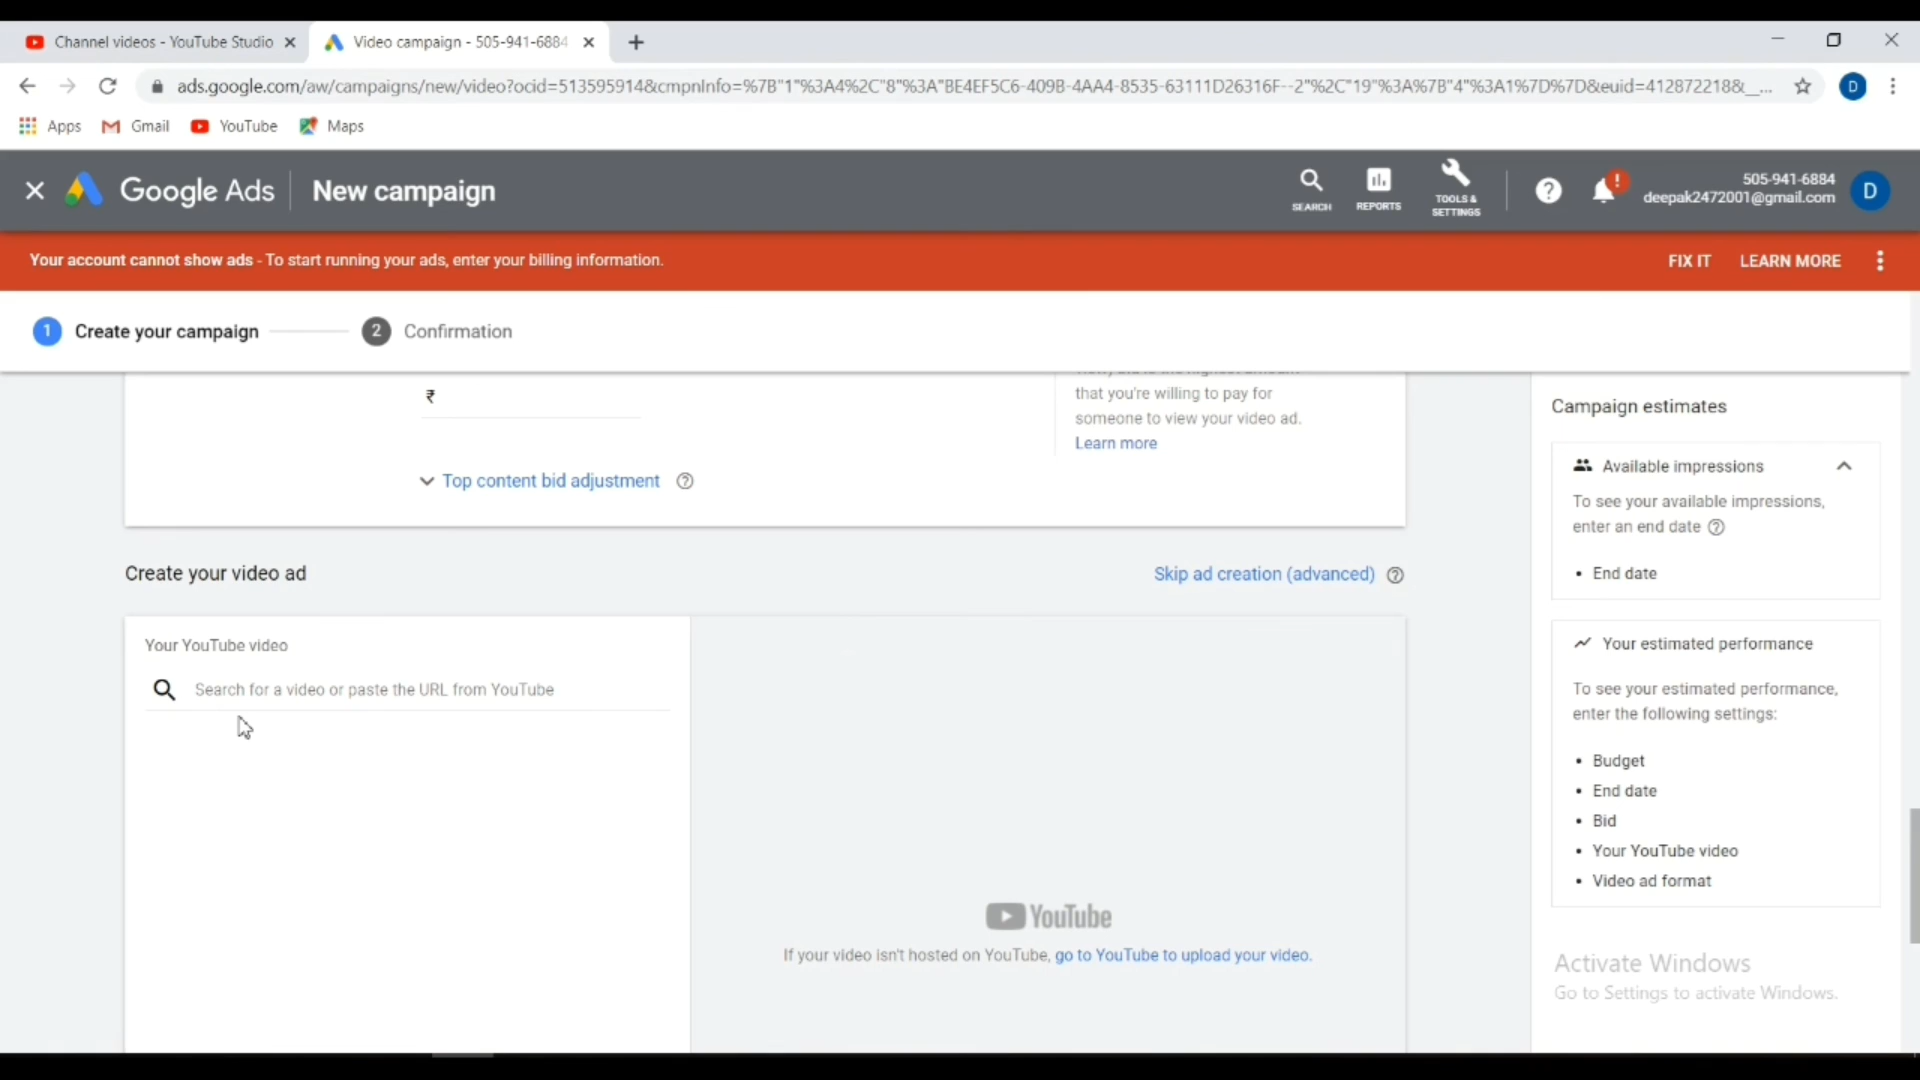 Channel videos - YouTube Studio
Video campaign - 505-941-6884
ads.google.com/aw/campaigns/new/video?ocid=513595914&cmpnInfo=%7B"1"%3A4%2C"8"%3A"BE4EF5C6-409B-4AA4-8535-63111D26316F--2"%2C"19"%3A%7B"4"%3A1%7D%7D&euid=412872218&__...
D
Apps
Gmail
YouTube
Maps
Google Ads
New campaign
SEARCH
REPORTS
TOOLS &
SETTINGS
505-941-6884
deepak2472001@gmail.com
D
Your account cannot show ads - To start running your ads, enter your billing information.
FIX IT
LEARN MORE
1 Create your campaign
2 Confirmation
₹
that you're willing to pay for
someone to view your video ad.
Learn more
Top content bid adjustment
Create your video ad
Skip ad creation (advanced)
Your YouTube video
Search for a video or paste the URL from YouTube
YouTube
If your video isn't hosted on YouTube, go to YouTube to upload your video.
Campaign estimates
Available impressions
To see your available impressions,
enter an end date
• End date
Your estimated performance
To see your estimated performance,
enter the following settings:
• Budget
• End date
• Bid
• Your YouTube video
• Video ad format
Activate Windows
Go to Settings to activate Windows.